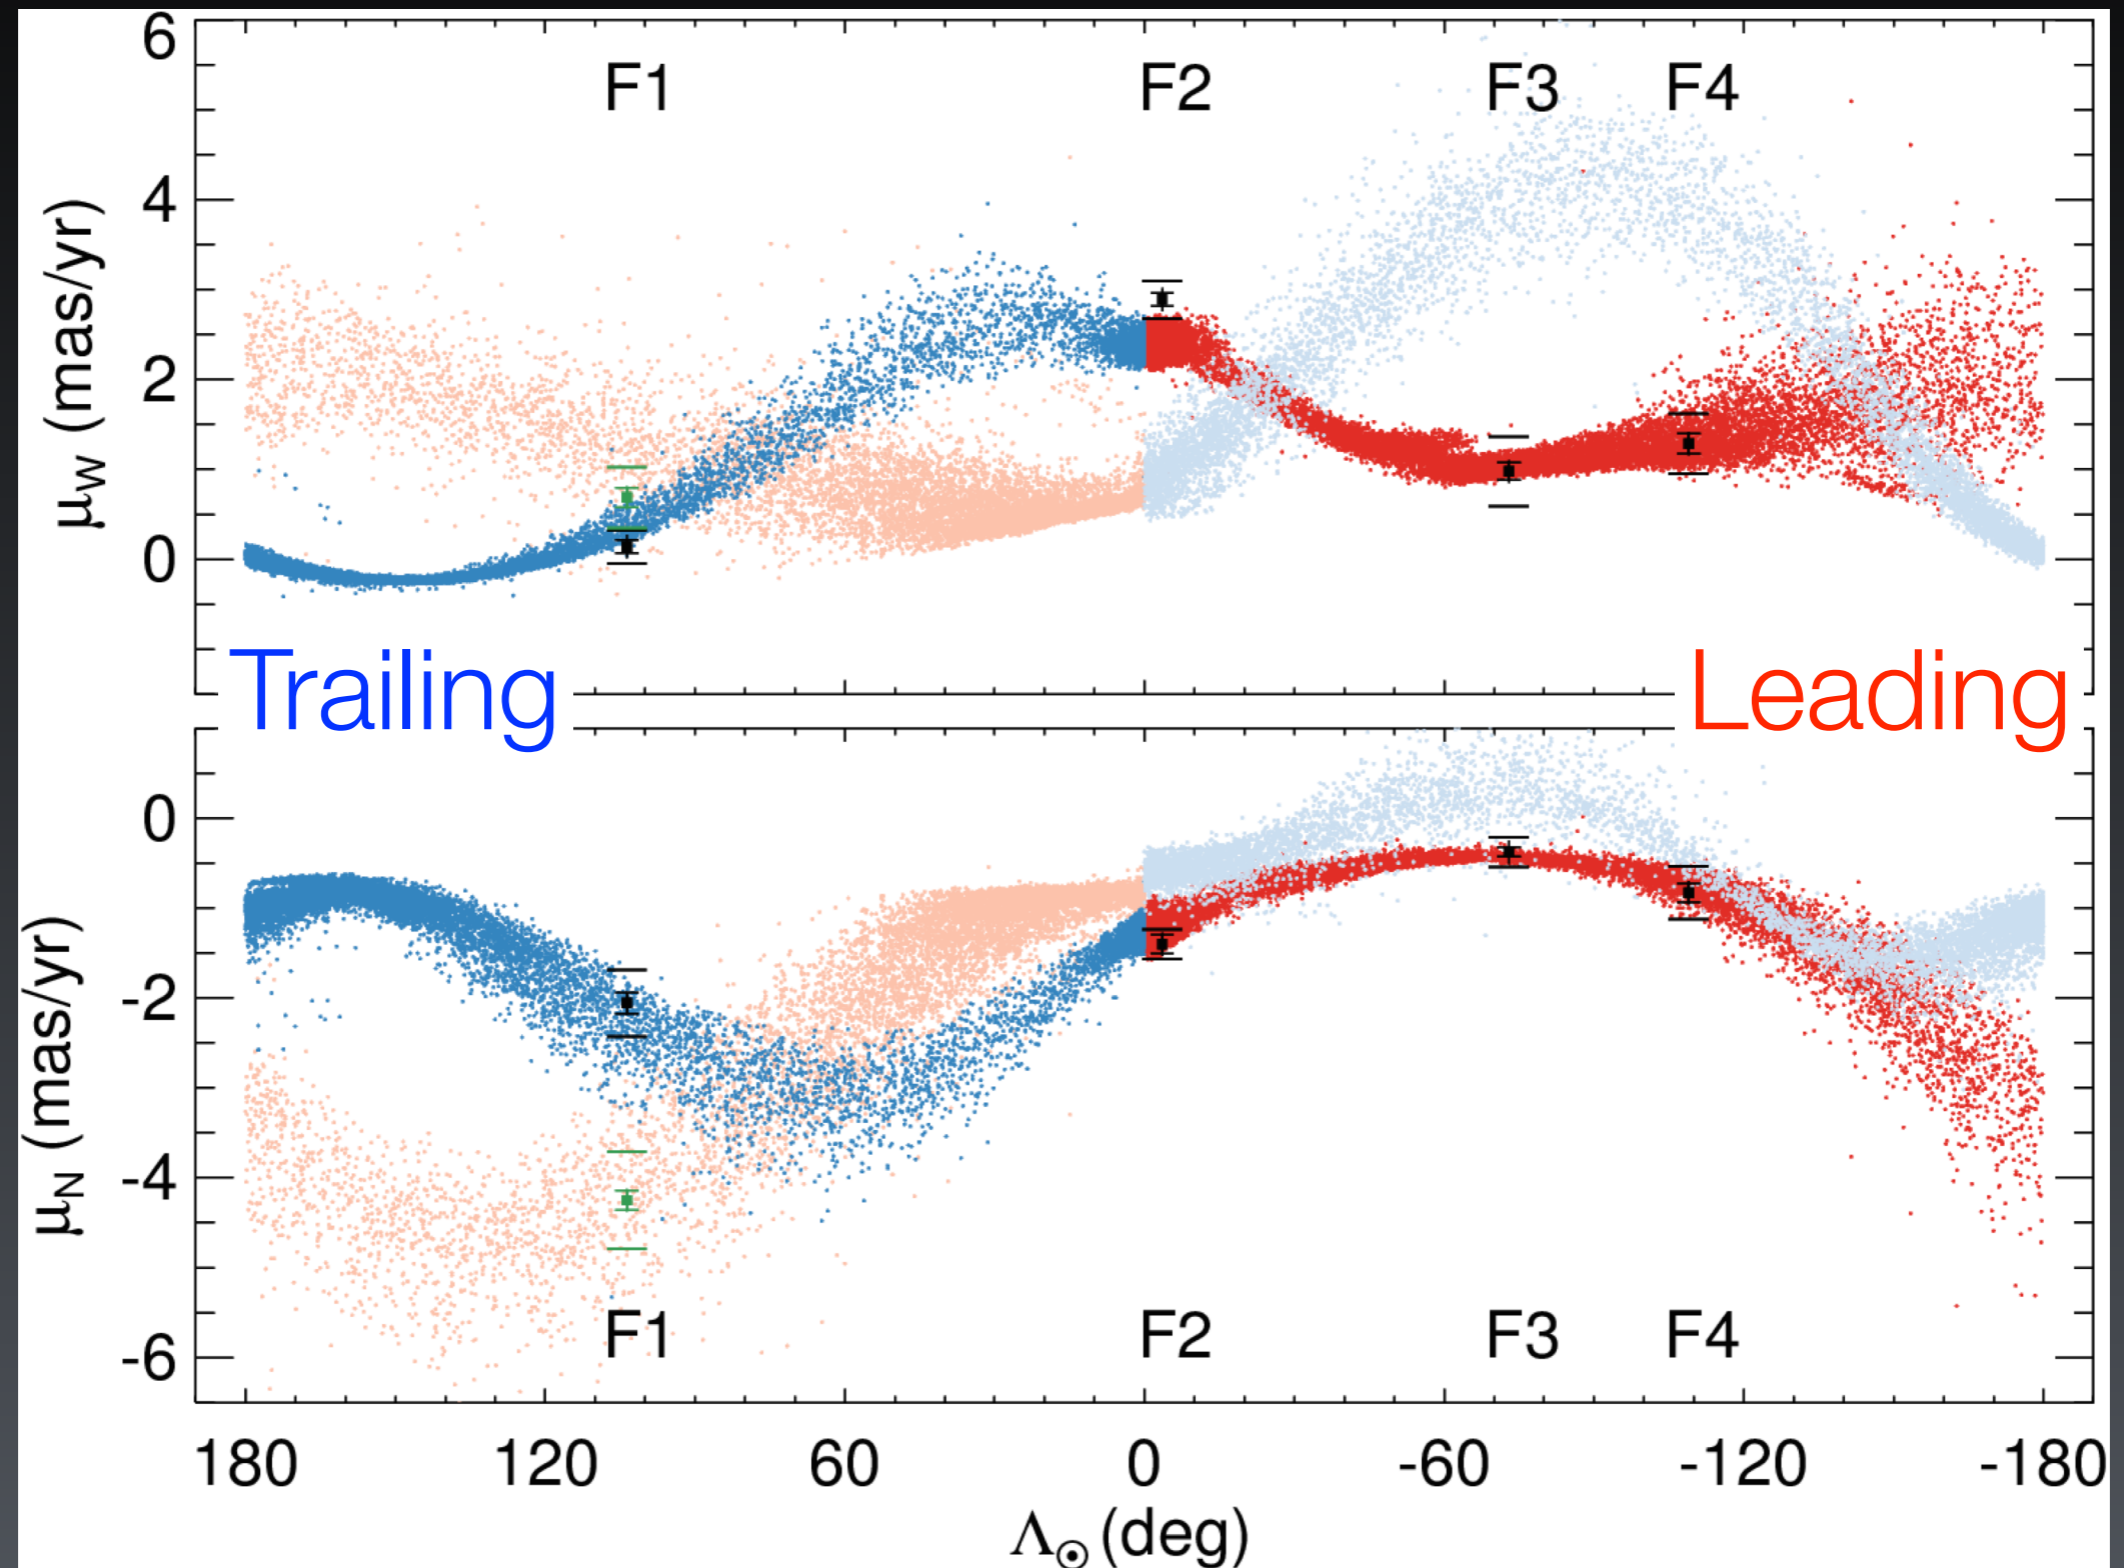 6
F1 F2 F3 F4
4
μW (mas/yr)
2
0
Trailing Leading
0
μN (mas/yr)
-2
-4
F1 F2 F3 F4
-6
180 120 60 0 -60 -120 -180
Λ☉ (deg)